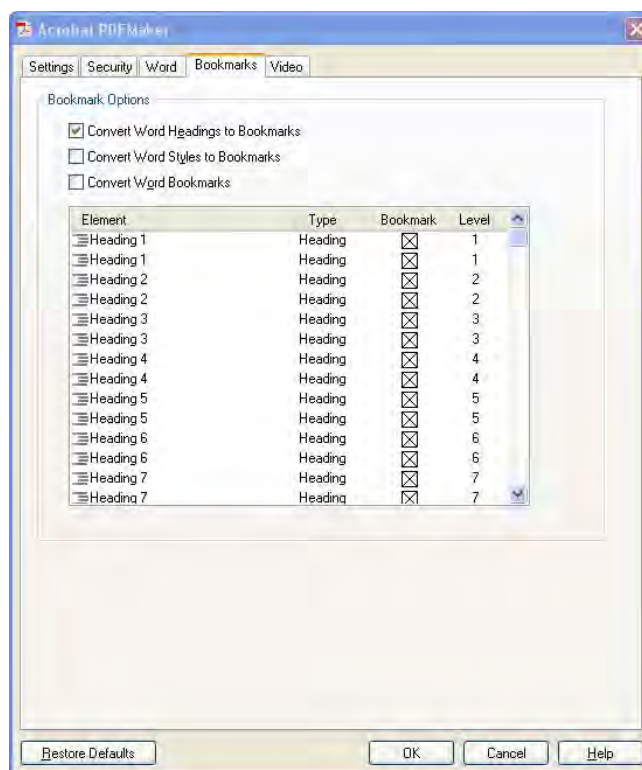 Acrobat PDFMaker
Settings Security Word Bookmarks Video
Bookmark Options
Convert Word Headings to Bookmarks
Convert Word Styles to Bookmarks
Convert Word Bookmarks
Element Type Bookmark Level
Heading 1 Heading 1
Heading 1 Heading 1
Heading 2 Heading 2
Heading 2 Heading 2
Heading 3 Heading 3
Heading 3 Heading 3
Heading 4 Heading 4
Heading 4 Heading 4
Heading 5 Heading 5
Heading 5 Heading 5
Heading 6 Heading 6
Heading 6 Heading 6
Heading 7 Heading 7
Heading 7 Heading 7
Restore Defaults OK Cancel Help